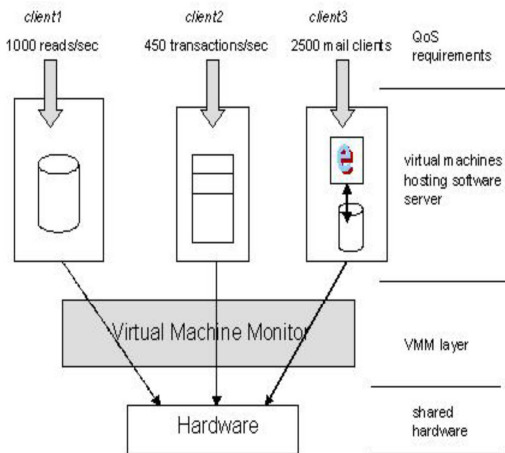 client1
client2
client3
1000 reads/sec
450 transactions/sec
2500 mail clients
QoS
requirements
e
virtual machines
hosting software
server
Virtual Machine Monitor
VMM layer
Hardware
shared
hardware